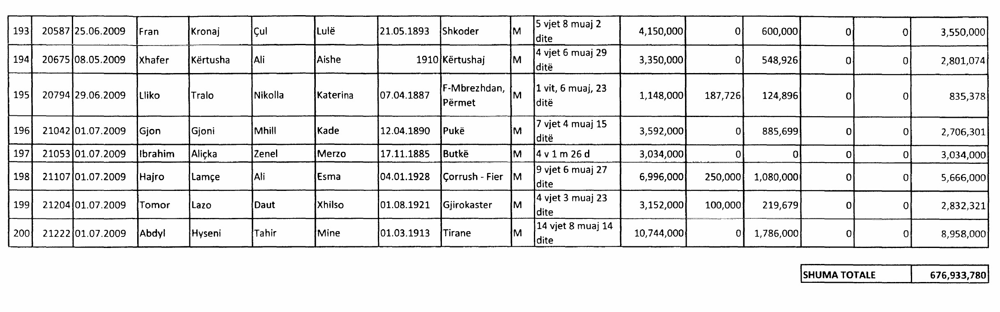 193 20587 25.06.2009 Fran Kronaj Çul Lulë 21.05.1893 Shkoder M 5 vjet 8 muaj 2 dite 4,150,000 0 600,000 0 0 3,550,000
194 20675 08.05.2009 Xhafer Kërtusha Ali Aishe 1910 Kërtushaj M 4 vjet 6 muaj 29 ditë 3,350,000 0 548,926 0 0 2,801,074
195 20794 29.06.2009 Lliko Tralo Nikolla Katerina 07.04.1887 F-Mbrezhdan, Përmet M 1 vit, 6 muaj, 23 ditë 1,148,000 187,726 124,896 0 0 835,378
196 21042 01.07.2009 Gjon Gjoni Mhill Kade 12.04.1890 Pukë M 7 vjet 4 muaj 15 ditë 3,592,000 0 885,699 0 0 2,706,301
197 21053 01.07.2009 Ibrahim Aliçka Zenel Merzo 17.11.1885 Butkë M 4 v 1 m 26 d 3,034,000 0 0 0 0 3,034,000
198 21107 01.07.2009 Hajro Lamçe Ali Esma 04.01.1928 Çorrush - Fier M 9 vjet 6 muaj 27 dite 6,996,000 250,000 1,080,000 0 0 5,666,000
199 21204 01.07.2009 Tomor Lazo Daut Xhilso 01.08.1921 Gjirokaster M 4 vjet 3 muaj 23 dite 3,152,000 100,000 219,679 0 0 2,832,321
200 21222 01.07.2009 Abdyl Hyseni Tahir Mine 01.03.1913 Tirane M 14 vjet 8 muaj 14 dite 10,744,000 0 1,786,000 0 0 8,958,000
SHUMA TOTALE 676,933,780